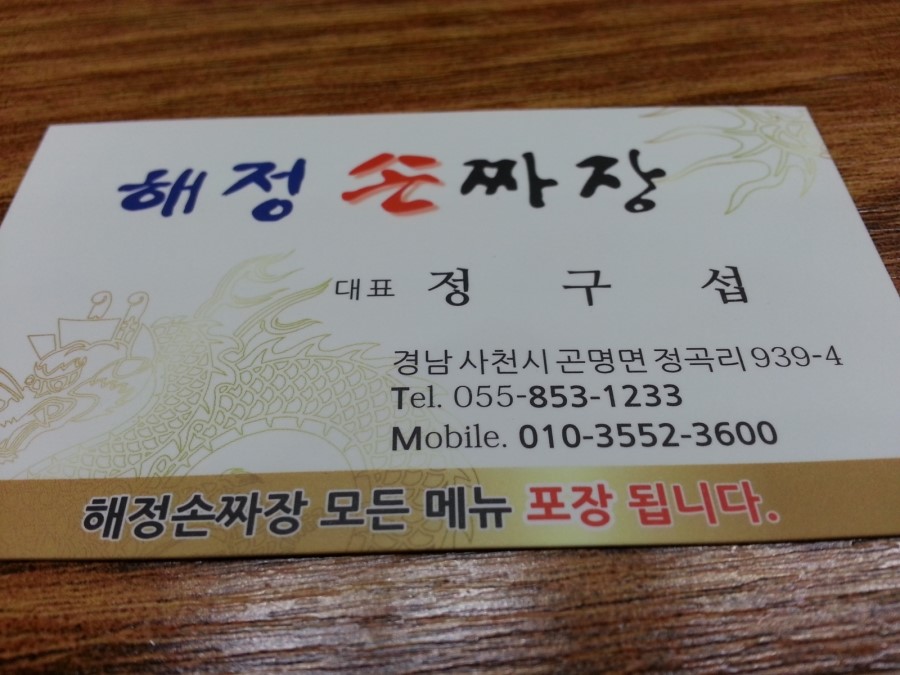 해정 손짜장
대표 정 구 섭
경남 사천시 곤명면 정곡리 939-4
Tel. 055-853-1233
Mobile. 010-3552-3600
해정손짜장 모든 메뉴 포장 됩니다.